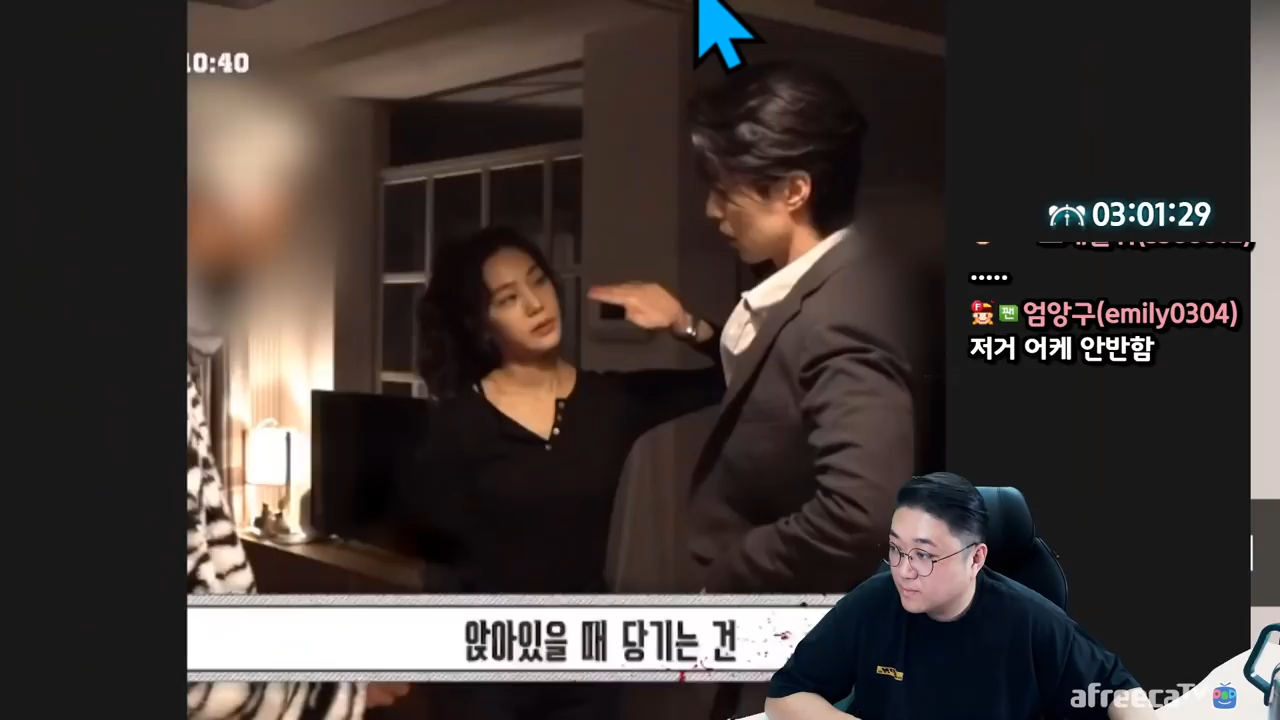 10:40
03:01:29
.....
팬 엄앙구(emily0304)
저거 어케 안반함
앉아있을 때 당기는 건
afreecaTV